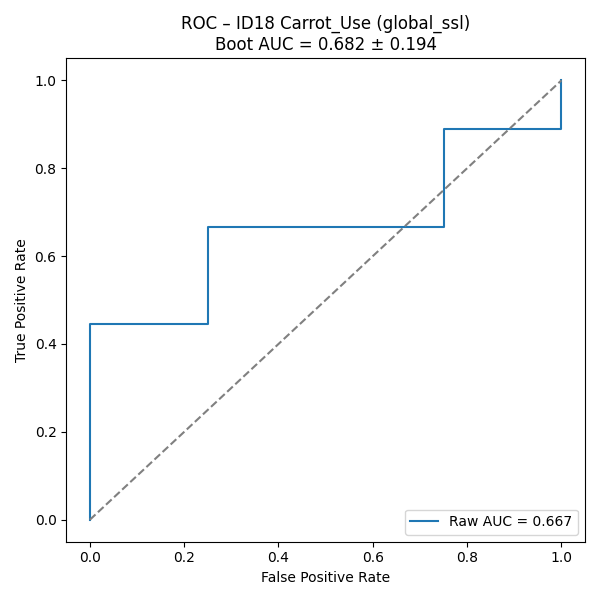 ROC – ID18 Carrot_Use (global_ssl)
Boot AUC = 0.682 ± 0.194
True Positive Rate
1.0
0.8
0.6
0.4
0.2
0.0
Raw AUC = 0.667
0.0 0.2 0.4 0.6 0.8 1.0
False Positive Rate